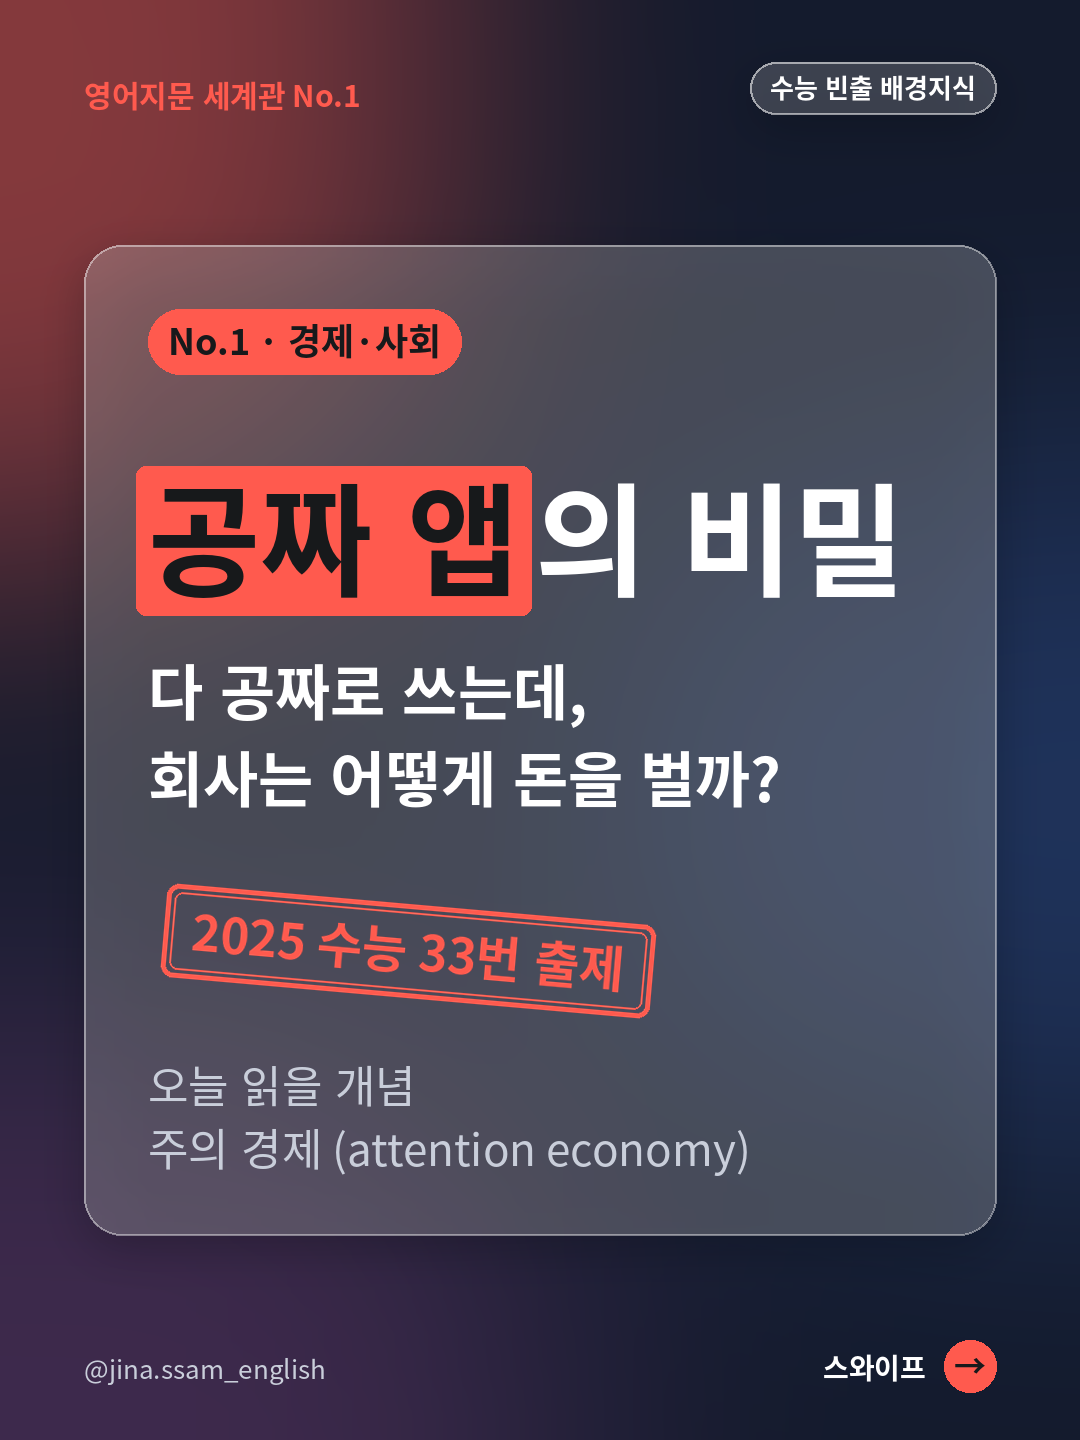 영어지문 세계관 No.1
수능 빈출 배경지식
No.1 · 경제·사회
공짜 앱의 비밀
다 공짜로 쓰는데,
회사는 어떻게 돈을 벌까?
2025 수능 33번 출제
오늘 읽을 개념
주의 경제 (attention economy)
@jina.ssam_english
스와이프 →